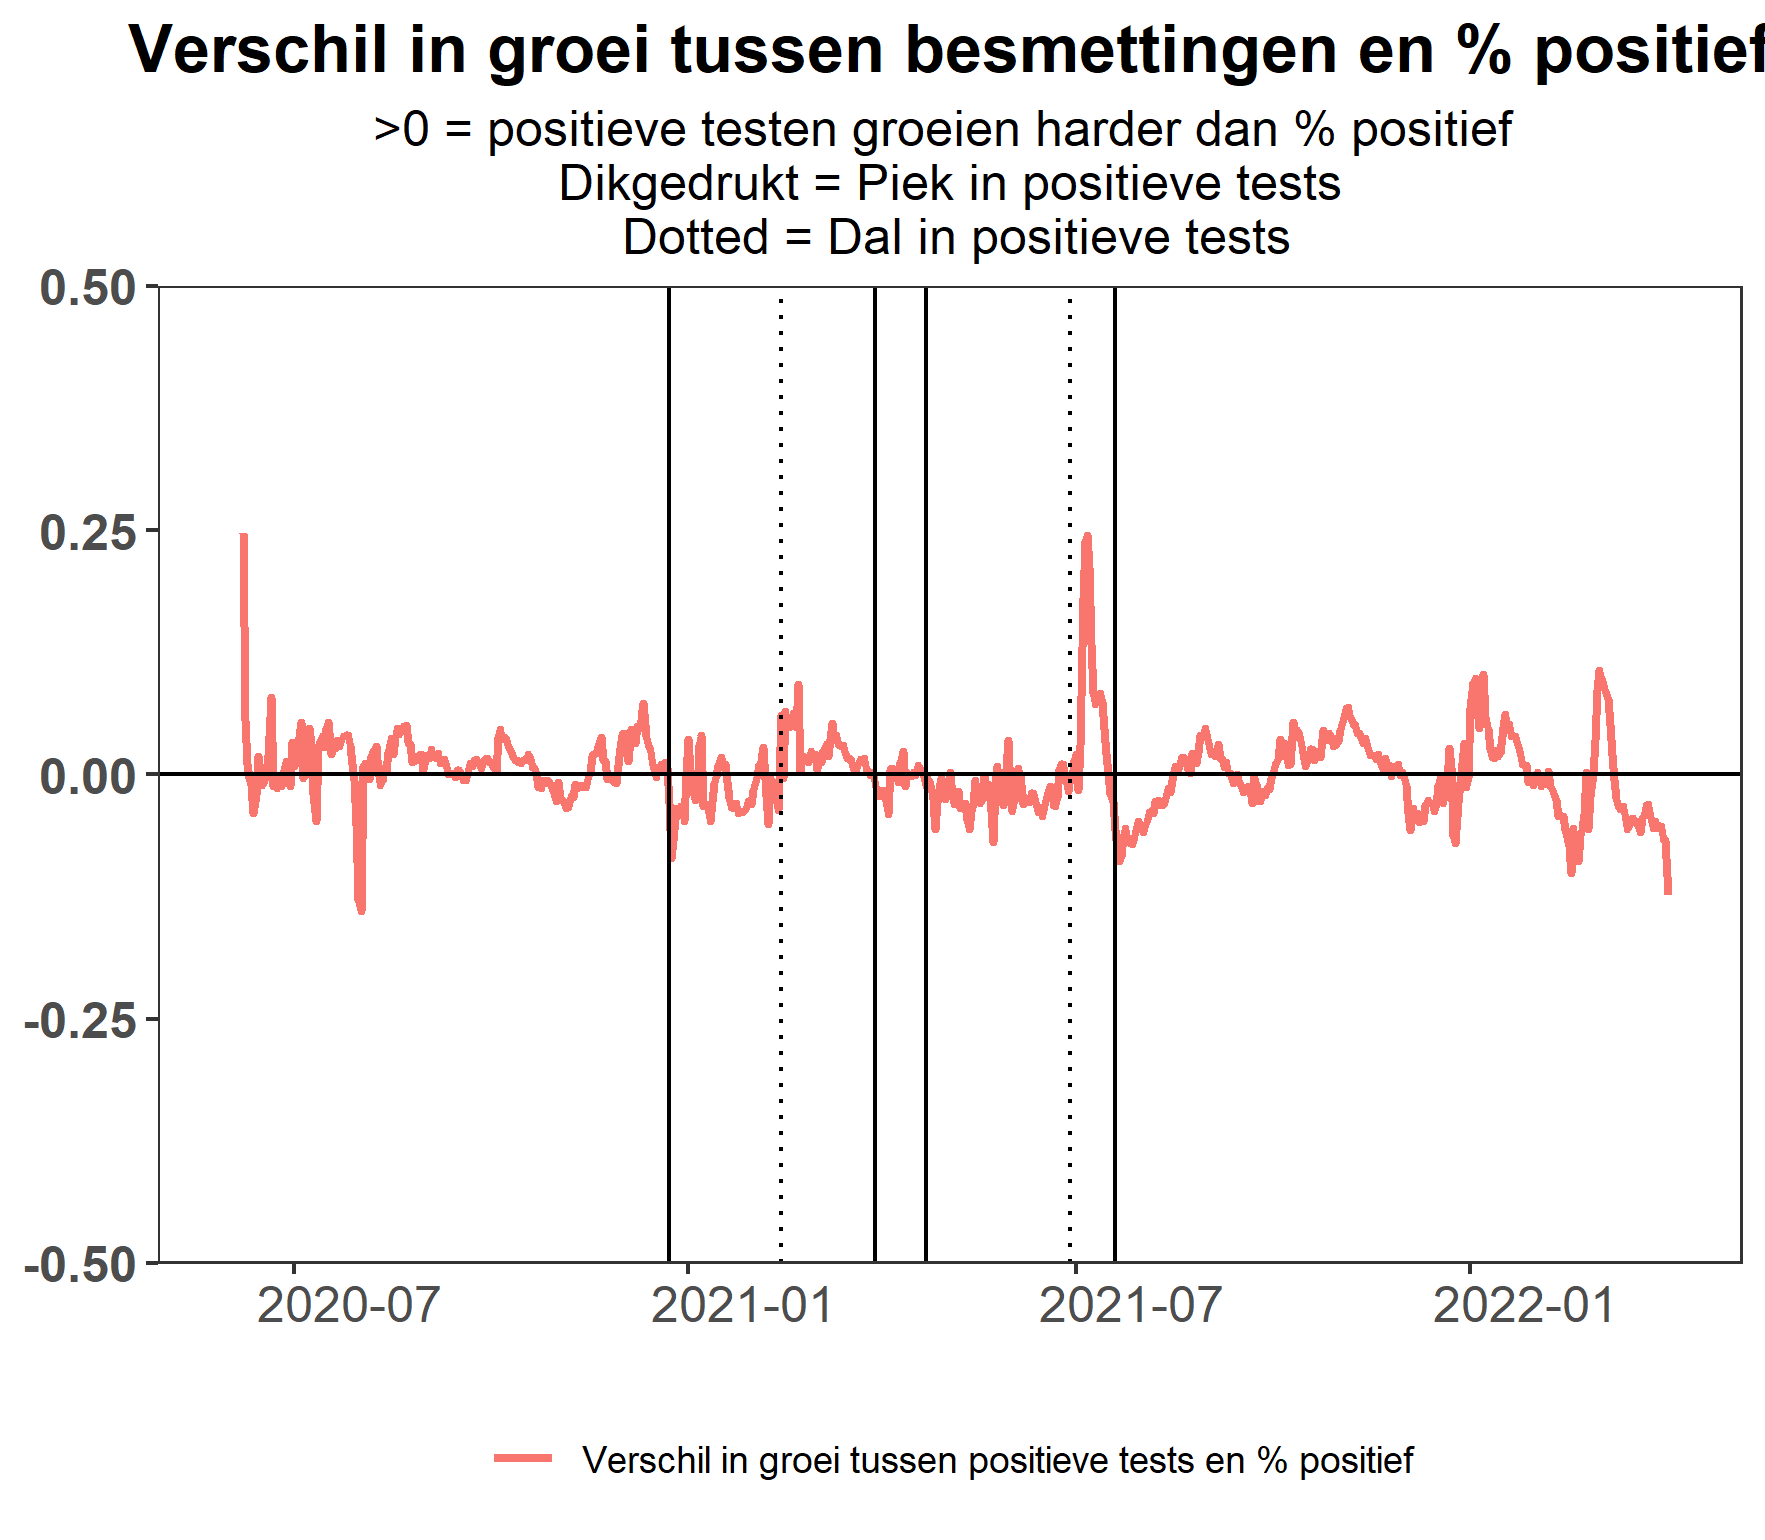 Verschil in groei tussen besmettingen en % positief
>0 = positieve testen groeien harder dan % positief
Dikgedrukt = Piek in positieve tests
Dotted = Dal in positieve tests
0.50
0.25
0.00
-0.25
-0.50
2020-07 2021-01 2021-07 2022-01
Verschil in groei tussen positieve tests en % positief